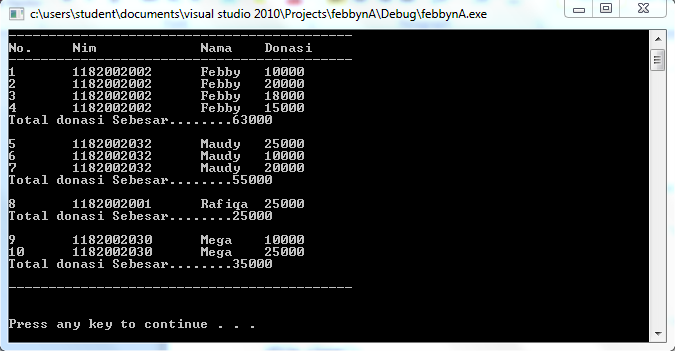 c:\users\student\documents\visual studio 2010\Projects\febbynA\Debug\febbynA.exe
-------------------------------------------
No. Nim Nama Donasi
-------------------------------------------
1 1182002002 Febby 10000
2 1182002002 Febby 20000
3 1182002002 Febby 18000
4 1182002002 Febby 15000
Total donasi Sebesar........63000
5 1182002032 Maudy 25000
6 1182002032 Maudy 10000
7 1182002032 Maudy 20000
Total donasi Sebesar........55000
8 1182002001 Rafiqa 25000
Total donasi Sebesar........25000
9 1182002030 Mega 10000
10 1182002030 Mega 25000
Total donasi Sebesar........35000
-------------------------------------------
Press any key to continue . . .